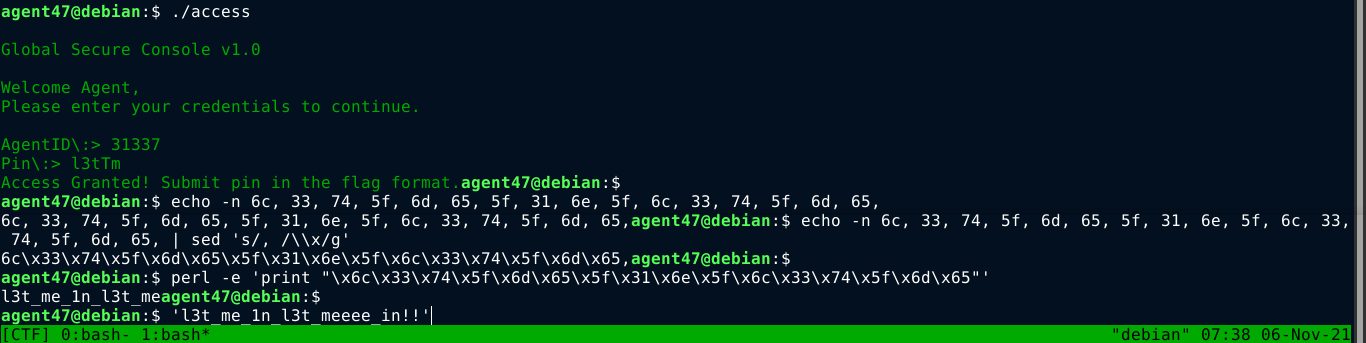 agent47@debian:$ ./access
Global Secure Console v1.0
Welcome Agent,
Please enter your credentials to continue.
AgentID\:> 31337
Pin\:> l3tTm
Access Granted! Submit pin in the flag format.agent47@debian:$
agent47@debian:$ echo -n 6c, 33, 74, 5f, 6d, 65, 5f, 31, 6e, 5f, 6c, 33, 74, 5f, 6d, 65,
6c, 33, 74, 5f, 6d, 65, 5f, 31, 6e, 5f, 6c, 33, 74, 5f, 6d, 65,agent47@debian:$ echo -n 6c, 33, 74, 5f, 6d, 65, 5f, 31, 6e, 5f, 6c, 33,
74, 5f, 6d, 65, | sed 's/, /\\x/g'
6c\x33\x74\x5f\x6d\x65\x5f\x31\x6e\x5f\x6c\x33\x74\x5f\x6d\x65,agent47@debian:$
agent47@debian:$ perl -e 'print "\x6c\x33\x74\x5f\x6d\x65\x5f\x31\x6e\x5f\x6c\x33\x74\x5f\x6d\x65"'
l3t_me_1n_l3t_meagent47@debian:$
agent47@debian:$ 'l3t_me_1n_l3t_meeee_in!!'
[CTF] 0:bash- 1:bash* "debian" 07:38 06-Nov-21